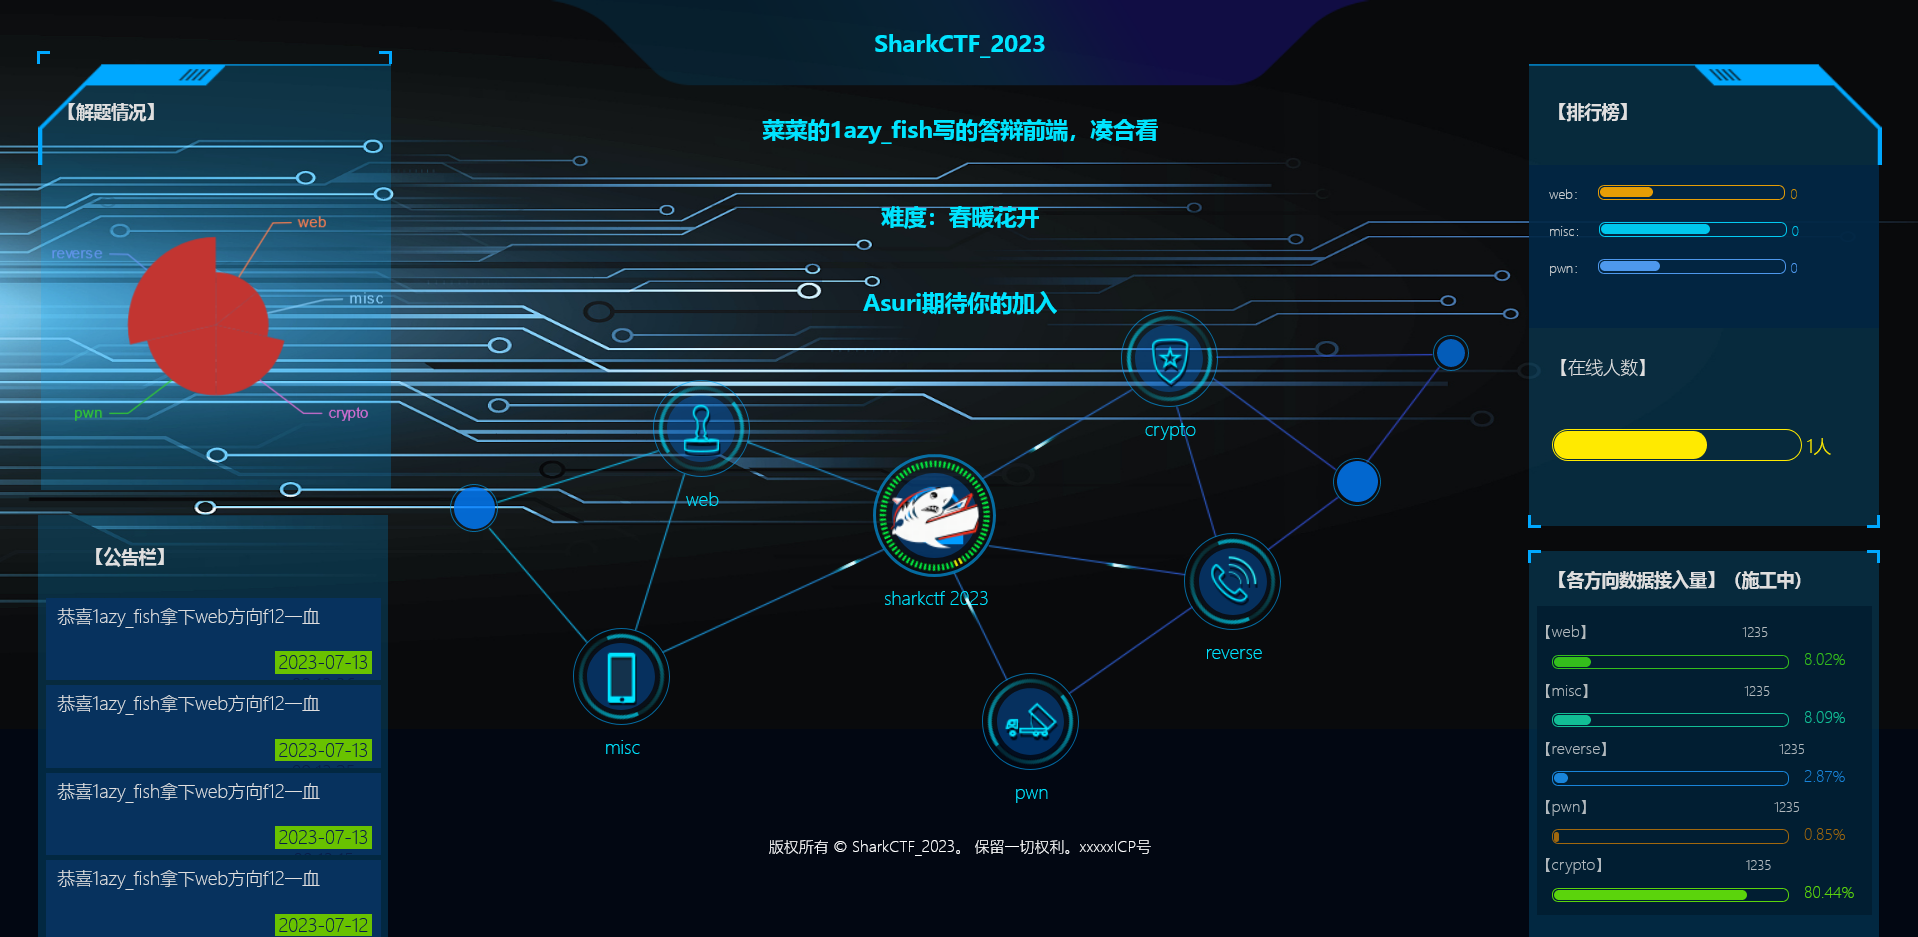 SharkCTF_2023
菜菜的1azy_fish写的答辩前端，凑合看
难度：春暖花开
Asuri期待你的加入
【解题情况】
web
reverse
misc
pwn
crypto
【公告栏】
恭喜1azy_fish拿下web方向f12一血
2023-07-13
恭喜1azy_fish拿下web方向f12一血
2023-07-13
恭喜1azy_fish拿下web方向f12一血
2023-07-13
恭喜1azy_fish拿下web方向f12一血
2023-07-12
crypto
web
sharkctf 2023
reverse
misc
pwn
版权所有 © SharkCTF_2023。 保留一切权利。xxxxxICP号
【排行榜】
web： 0
misc： 0
pwn： 0
【在线人数】
1人
【各方向数据接入量】（施工中）
【web】 1235
8.02%
【misc】 1235
8.09%
【reverse】 1235
2.87%
【pwn】 1235
0.85%
【crypto】 1235
80.44%